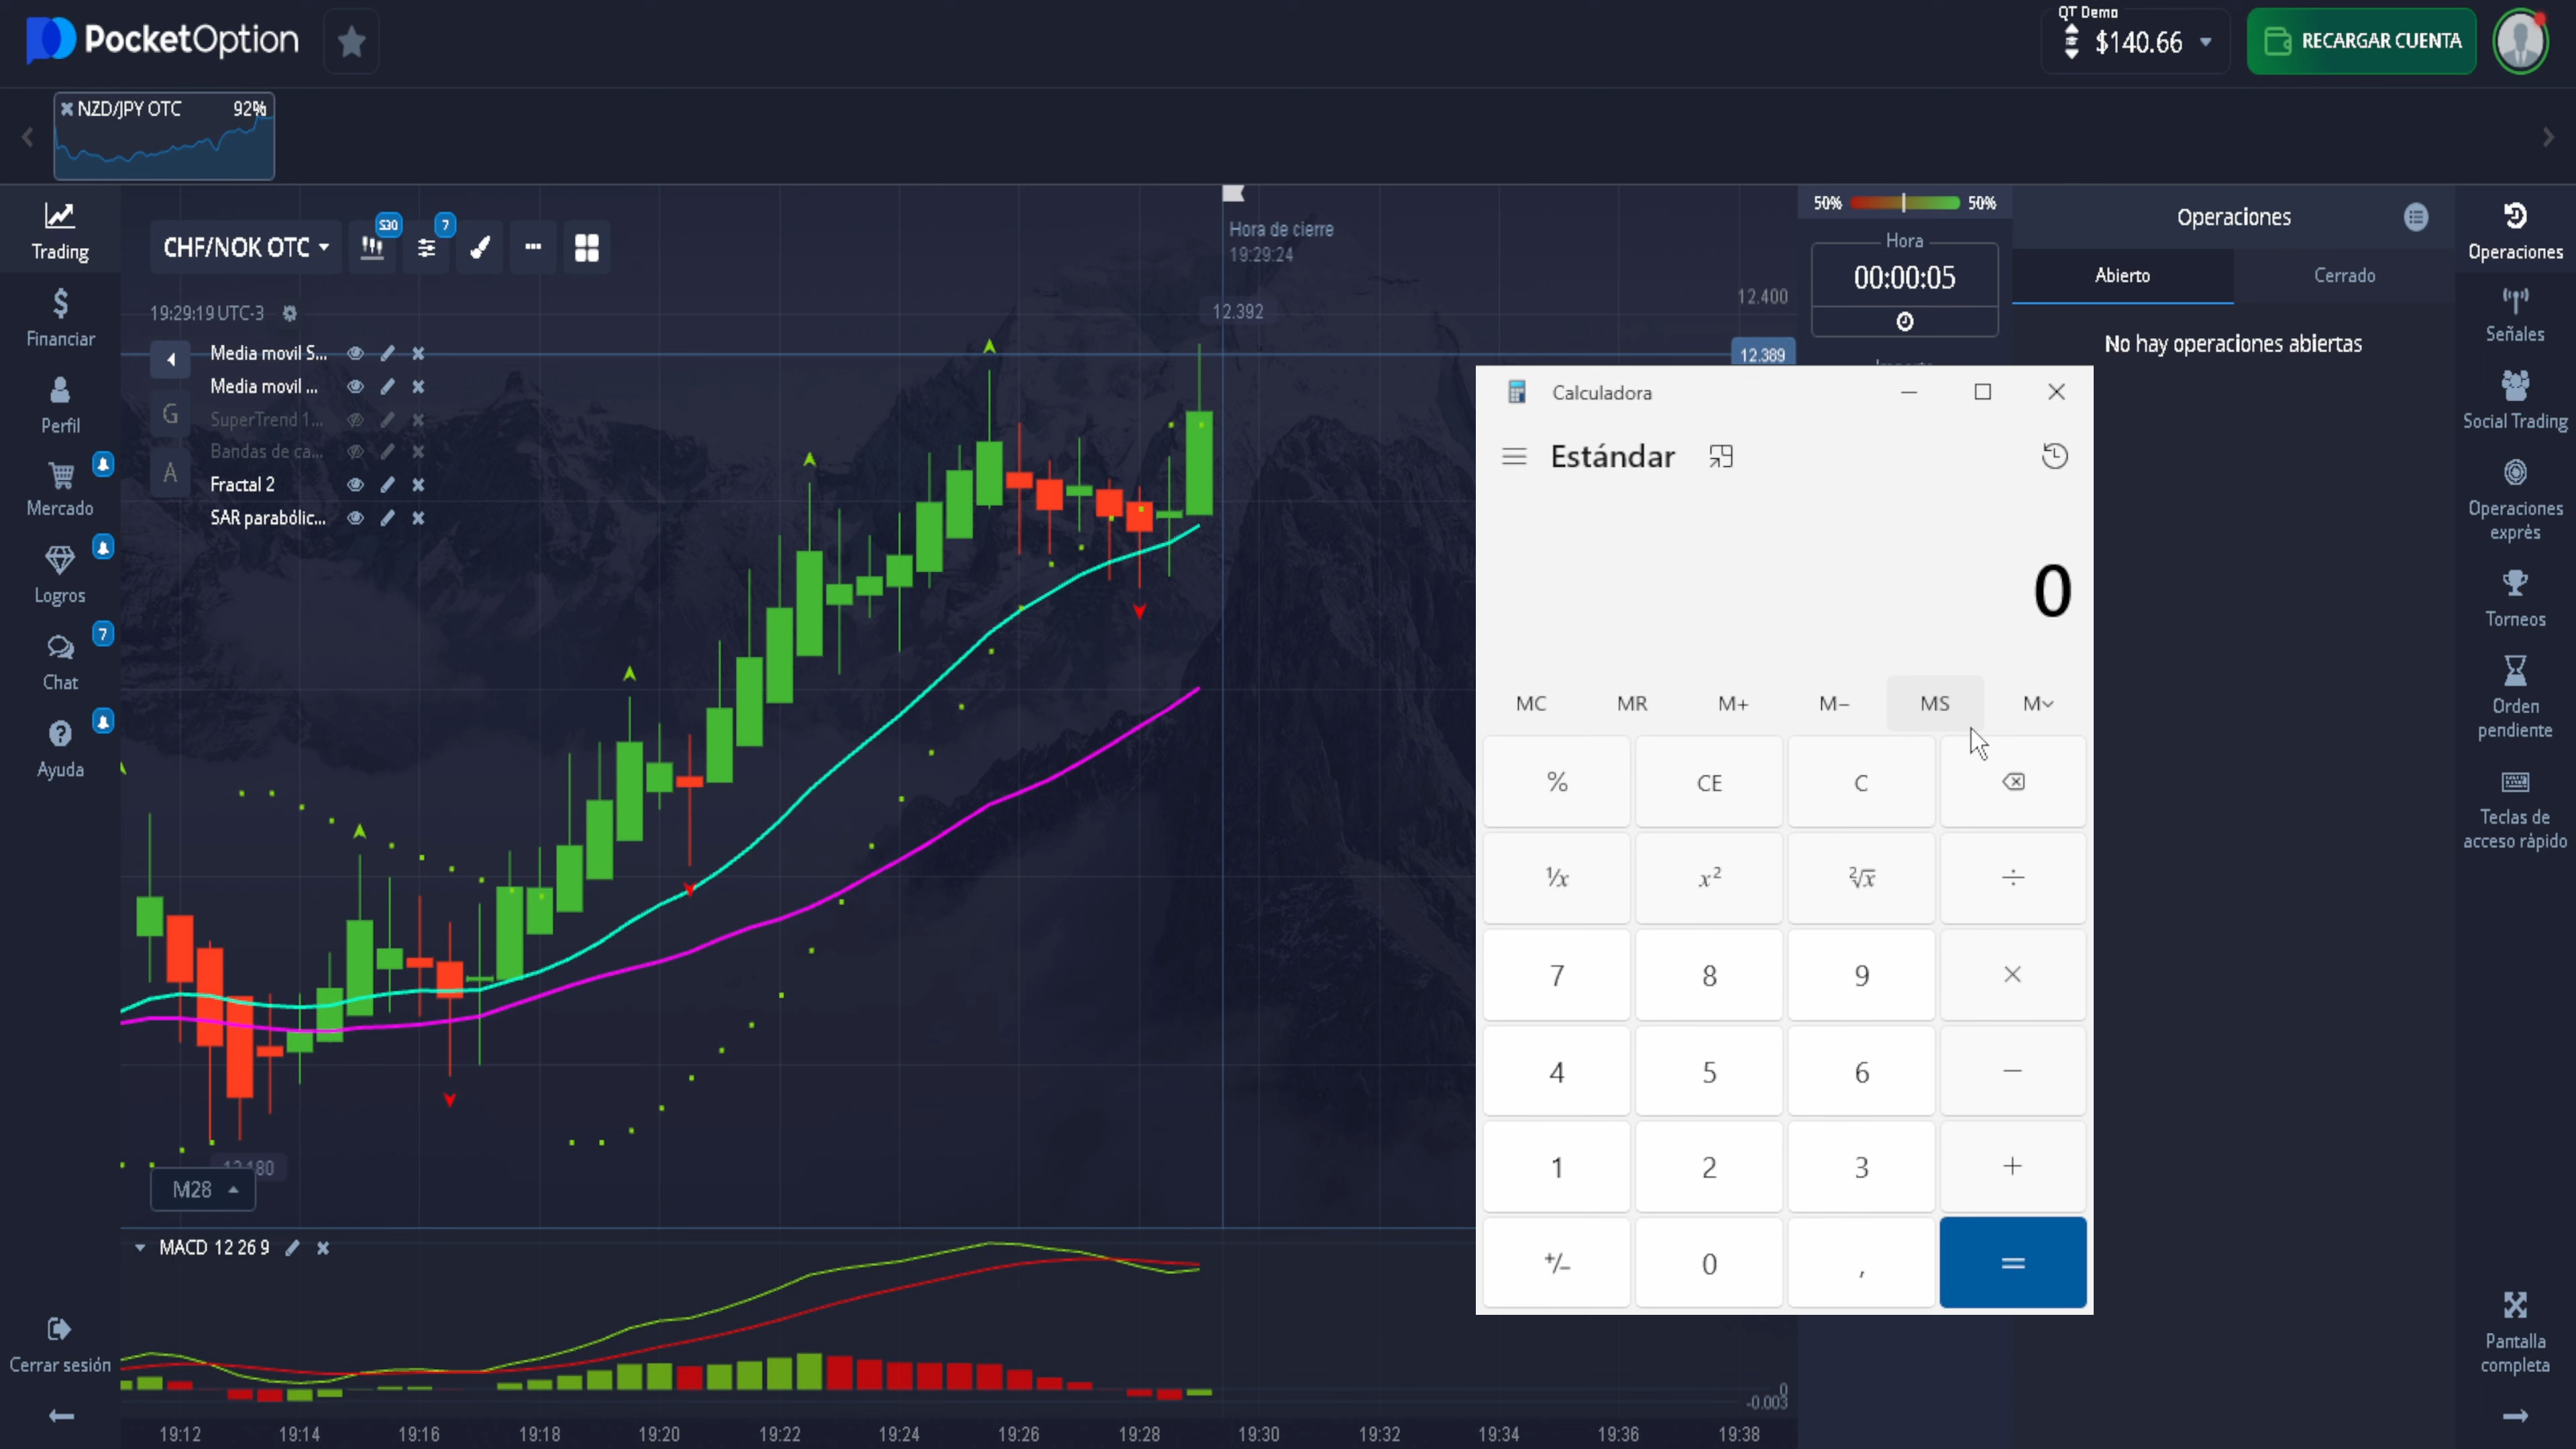 PocketOption
QT Demo
$140.66
RECARGAR CUENTA
NZD/JPY OTC 92%
Trading
Financiar
Perfil
Mercado
Logros
7
Chat
Ayuda
Cerrar sesión
CHF/NOK OTC
S30
7
19:29:19 UTC-3
Media movil S...
Media movil ...
SuperTrend 1...
Bandas de ca...
Fractal 2
SAR parabólic...
G
A
Hora de cierre
19:29:24
12.392
12.400
12.389
M28
MACD 12 26 9
0
-0.003
19:12 19:14 19:16 19:18 19:20 19:22 19:24 19:26 19:28 19:30 19:32 19:34 19:36 19:38
50% 50%
Hora
00:00:05
Calculadora
Estándar
0
MC MR M+ M− MS M
% CE C
¹⁄x x² ²√x ÷
7 8 9 ×
4 5 6 −
1 2 3 +
+/− 0 , =
Operaciones
Abierto Cerrado
No hay operaciones abiertas
Operaciones
Señales
Social Trading
Operaciones
exprés
Torneos
Orden
pendiente
Teclas de
acceso rápido
Pantalla
completa